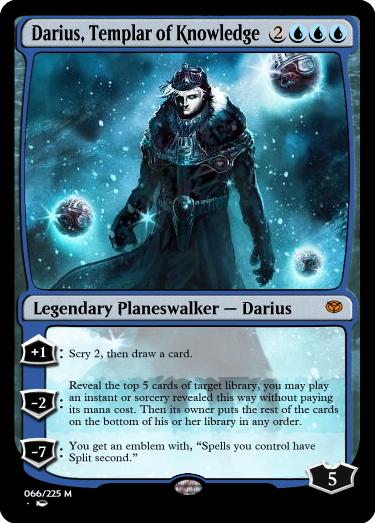 Darius, Templar of Knowledge 2
Legendary Planeswalker — Darius
+1: Scry 2, then draw a card.
-2: Reveal the top 5 cards of target library, you may play
an instant or sorcery revealed this way without paying
its mana cost. Then its owner puts the rest of the cards
on the bottom of his or her library in any order.
-7: You get an emblem with, “Spells you control have
Split second.”
5
066/225 M